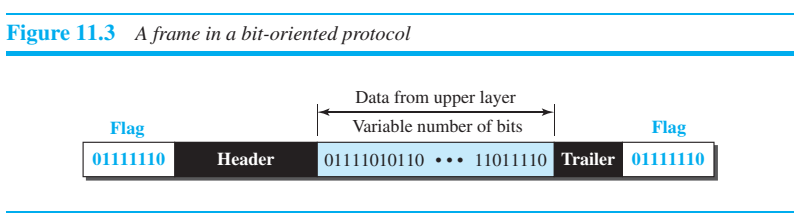 Figure 11.3 A frame in a bit-oriented protocol
Data from upper layer
Flag Variable number of bits Flag
01111110 Header 01111010110 ••• 11011110 Trailer 01111110